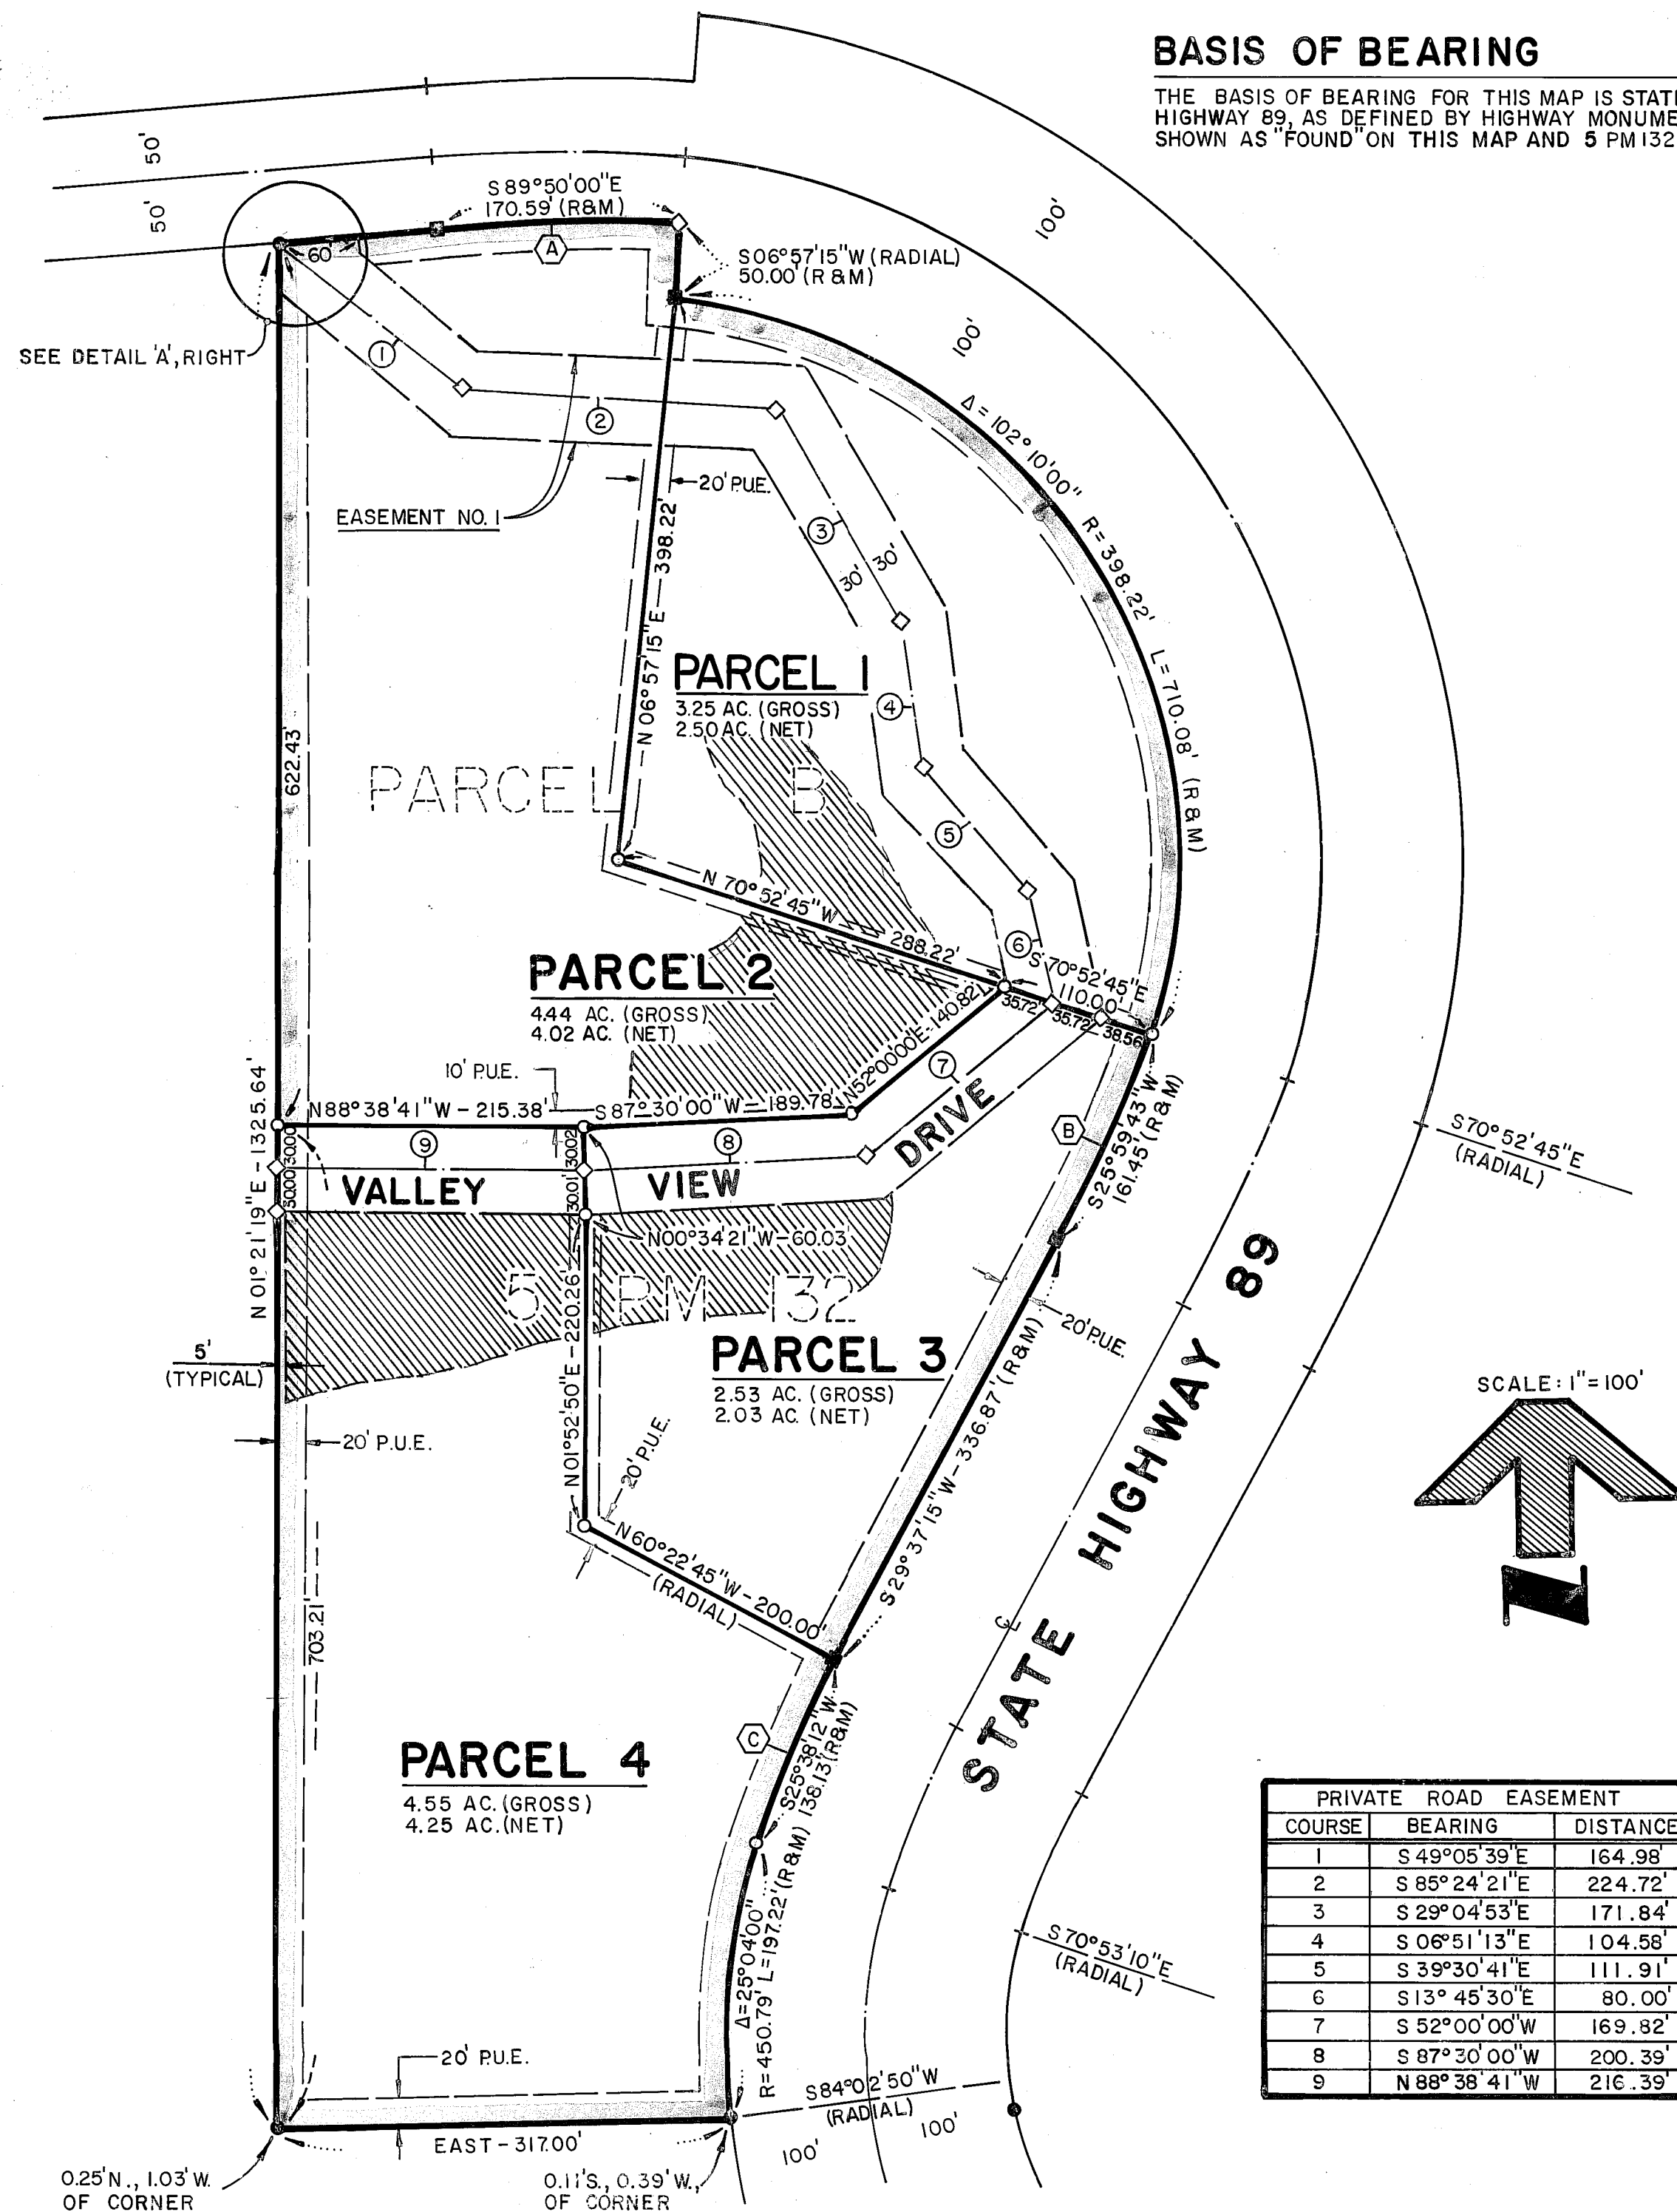 BASIS OF BEARING
THE BASIS OF BEARING FOR THIS MAP IS STAT
HIGHWAY 89, AS DEFINED BY HIGHWAY MONUME
SHOWN AS "FOUND" ON THIS MAP AND 5 PM 132
50'
50'
S 89°50'00"E
170.59' (R&M)
A
60'
S06°57'15"W (RADIAL)
50.00' (R&M)
100'
100'
SEE DETAIL 'A', RIGHT
1
2
Δ = 102°10'00" R=398.22' L=710.08' (R&M)
20' P.U.E.
EASEMENT NO. 1
3
30' 30'
N 06°57'15"E — 398.22'
PARCEL 1
3.25 AC. (GROSS)
2.50 AC. (NET)
4
622.43'
PARCEL B
5
N 70°52'45"W
288.22'
6
S 70°52'45"E
110.00'
35.72' 35.72' 38.56'
PARCEL 2
4.44 AC. (GROSS)
4.02 AC. (NET)
N52°00'00"E-140.82'
7
10' P.U.E.
N88°38'41"W - 215.38'
S 87°30'00"W - 189.78'
30.00
30.00'
9
30.02
30.01'
8
VALLEY VIEW DRIVE
B
S25°59'43"W
161.45' (R&M)
S70°52'45"E
(RADIAL)
N 01°21'19"E - 1325.64'
N00°34'21"W-60.03'
5 PM 132
N01°52'50"E - 220.26'
PARCEL 3
2.53 AC. (GROSS)
2.03 AC. (NET)
20' P.U.E.
5'
(TYPICAL)
20' P.U.E.
20' P.U.E.
N 60°22'45"W - 200.00'
(RADIAL)
S 29°37'15"W - 336.87' (R&M)
STATE HIGHWAY 89
SCALE: 1"=100'
N
703.21'
C
S25°38'12"W
138.13' (R&M)
PARCEL 4
4.55 AC. (GROSS)
4.25 AC. (NET)
Δ=25°04'00"
R=450.79' L=197.22' (R&M)
S 70°53'10"E
(RADIAL)
20' P.U.E.
S84°02'50"W
(RADIAL)
100'
100'
EAST - 317.00'
0.25'N., 1.03'W.
OF CORNER
0.11'S., 0.39'W.,
OF CORNER
PRIVATE ROAD EASEMENT
COURSE BEARING DISTANCE
1 S 49°05'39"E 164.98'
2 S 85°24'21"E 224.72'
3 S 29°04'53"E 171.84'
4 S 06°51'13"E 104.58'
5 S 39°30'41"E 111.91'
6 S 13°45'30"E 80.00'
7 S 52°00'00"W 169.82'
8 S 87°30'00"W 200.39'
9 N 88°38'41"W 216.39'